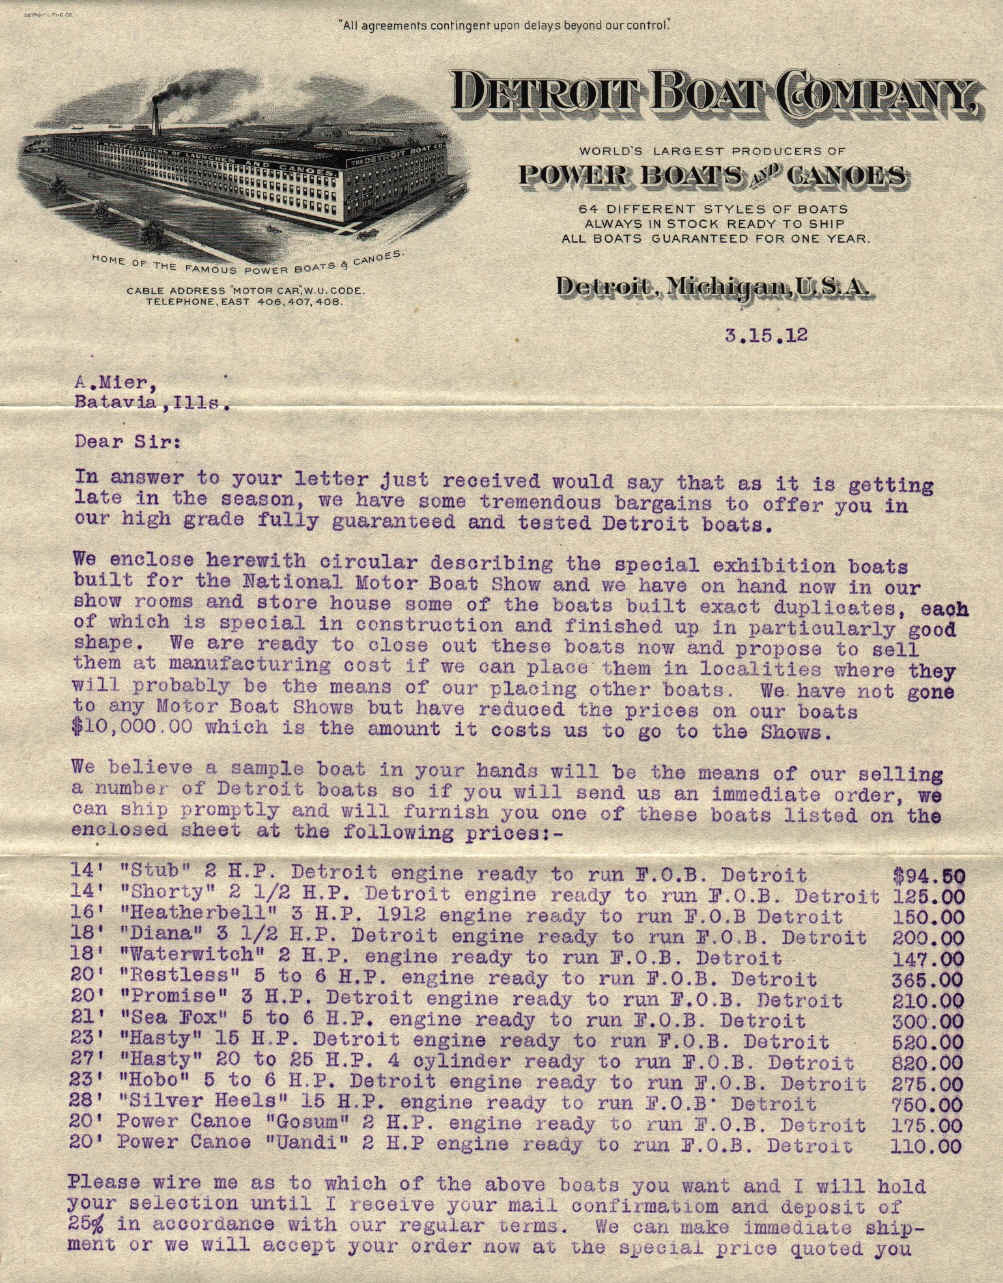 "All agreements contingent upon delays beyond our control."
DETROIT BOAT COMPANY,
WORLD'S LARGEST PRODUCERS OF
POWER BOATS AND CANOES
64 DIFFERENT STYLES OF BOATS
ALWAYS IN STOCK READY TO SHIP
ALL BOATS GUARANTEED FOR ONE YEAR.
Detroit, Michigan, U.S.A.
LAUNCHES AND CANOES
THE DETROIT BOAT CO.
HOME OF THE FAMOUS POWER BOATS & CANOES.
CABLE ADDRESS "MOTOR CAR", W.U. CODE.
TELEPHONE, EAST 406, 407, 408.
3.15.12
A.Mier,
Batavia,Ills.
Dear Sir:
In answer to your letter just received would say that as it is getting
late in the season, we have some tremendous bargains to offer you in
our high grade fully guaranteed and tested Detroit boats.
We enclose herewith circular describing the special exhibition boats
built for the National Motor Boat Show and we have on hand now in our
show rooms and store house some of the boats built exact duplicates, each
of which is special in construction and finished up in particularly good
shape. We are ready to close out these boats now and propose to sell
them at manufacturing cost if we can place them in localities where they
will probably be the means of our placing other boats. We have not gone
to any Motor Boat Shows but have reduced the prices on our boats
$10,000.00 which is the amount it costs us to go to the Shows.
We believe a sample boat in your hands will be the means of our selling
a number of Detroit boats so if you will send us an immediate order, we
can ship promptly and will furnish you one of these boats listed on the
enclosed sheet at the following prices:-
14' "Stub" 2 H.P. Detroit engine ready to run F.O.B. Detroit $94.50
14' "Shorty" 2 1/2 H.P. Detroit engine ready to run F.O.B. Detroit 125.00
16' "Heatherbell" 3 H.P. 1912 engine ready to run F.O.B Detroit 150.00
18' "Diana" 3 1/2 H.P. Detroit engine ready to run F.O.B. Detroit 200.00
18' "Waterwitch" 2 H.P. engine ready to run F.O.B. Detroit 147.00
20' "Restless" 5 to 6 H.P. engine ready to run F.O.B. Detroit 365.00
20' "Promise" 3 H.P. Detroit engine ready to run F.O.B. Detroit 210.00
21' "Sea Fox" 5 to 6 H.P. engine ready to run F.O.B. Detroit 300.00
23' "Hasty" 15 H.P. Detroit engine ready to run F.O.B. Detroit 520.00
27' "Hasty" 20 to 25 H.P. 4 cylinder ready to run F.O.B. Detroit 820.00
23' "Hobo" 5 to 6 H.P. Detroit engine ready to run F.O.B. Detroit 275.00
28' "Silver Heels" 15 H.P. engine ready to run F.O.B' Detroit 750.00
20' Power Canoe "Gosum" 2 H.P. engine ready to run F.O.B. Detroit 175.00
20' Power Canoe "Uandi" 2 H.P engine ready to run F.O.B. Detroit 110.00
Please wire me as to which of the above boats you want and I will hold
your selection until I receive your mail confirmatiom and deposit of
25% in accordance with our regular terms. We can make immediate ship-
ment or we will accept your order now at the special price quoted you